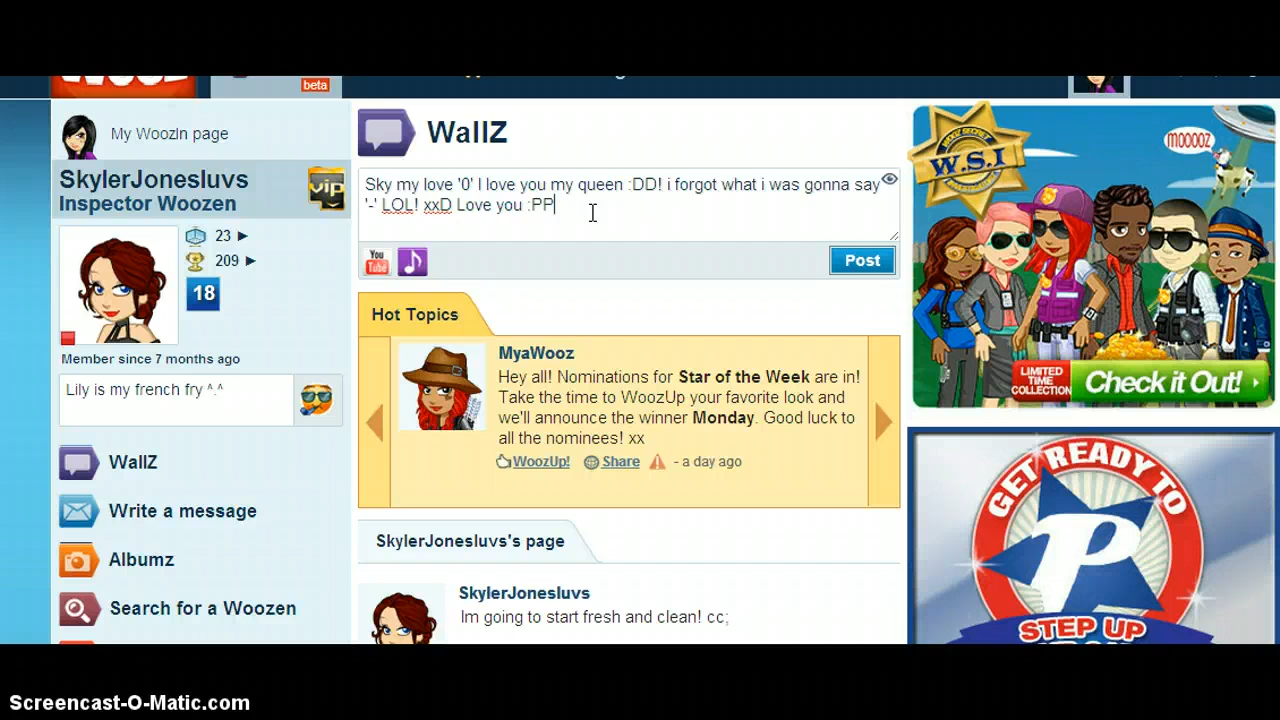 WOOZ
beta
My WoozIn page
SkylerJonesluvs
Inspector Woozen
vip
23
209
18
Member since 7 months ago
Lily is my french fry ^.^
WallZ
Write a message
Albumz
Search for a Woozen
WallZ
Sky my love '0' I love you my queen :DD! i forgot what i was gonna say
'-' LOL! xxD Love you :PP
You
Tube
Post
Hot Topics
MyaWooz
Hey all! Nominations for Star of the Week are in!
Take the time to WoozUp your favorite look and
we'll announce the winner Monday. Good luck to
all the nominees! xx
WoozUp! Share - a day ago
SkylerJonesluvs's page
SkylerJonesluvs
Im going to start fresh and clean! cc;
W.S.I
MOOOOZ
LIMITED
TIME
COLLECTION
Check it Out!
GET READY TO
P
STEP UP
Screencast-O-Matic.com